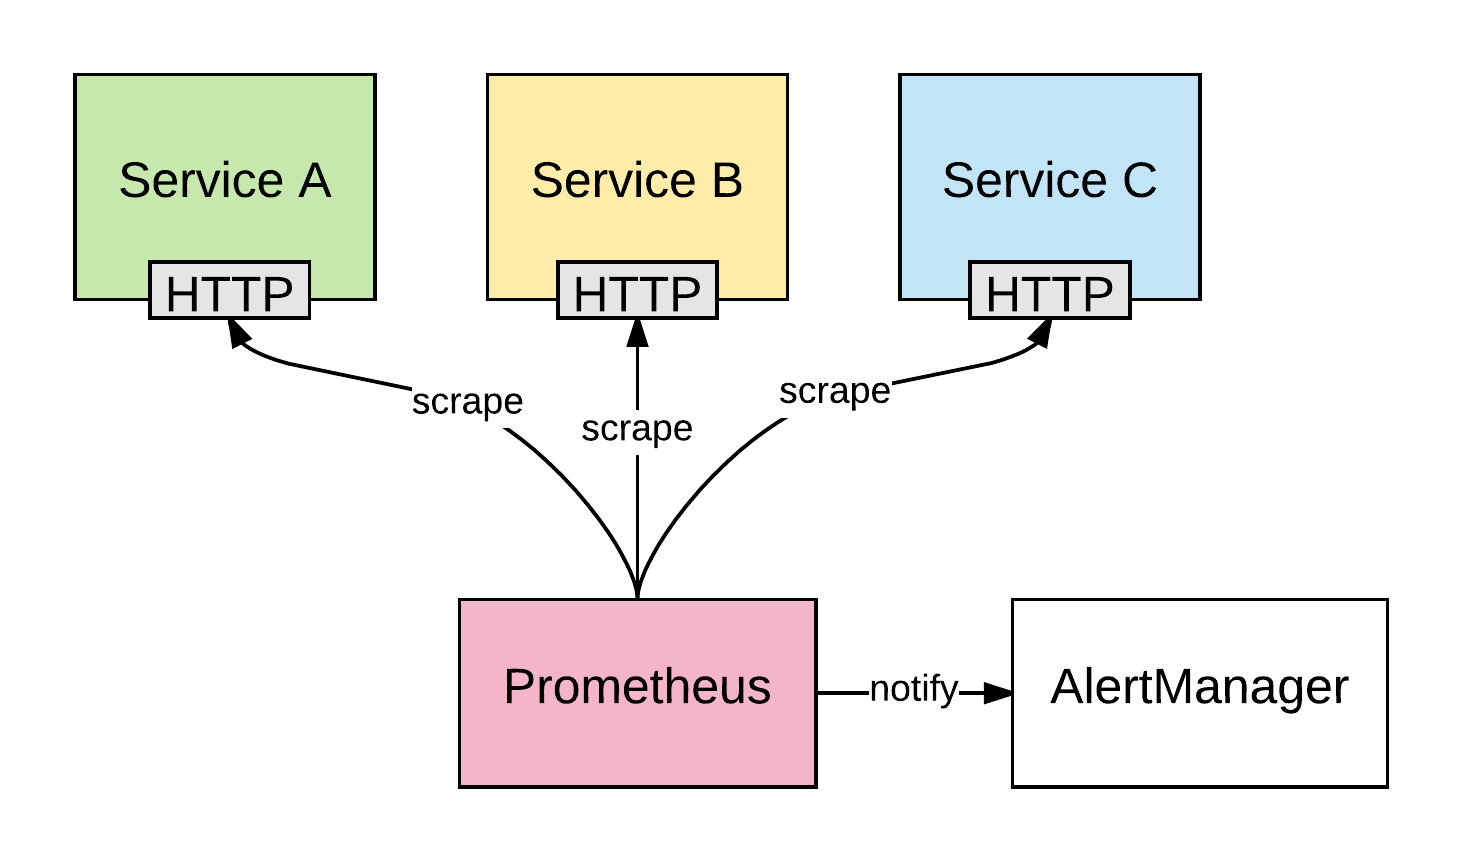 Service A
Service B
Service C
HTTP
HTTP
HTTP
scrape
scrape
scrape
Prometheus
notify
AlertManager